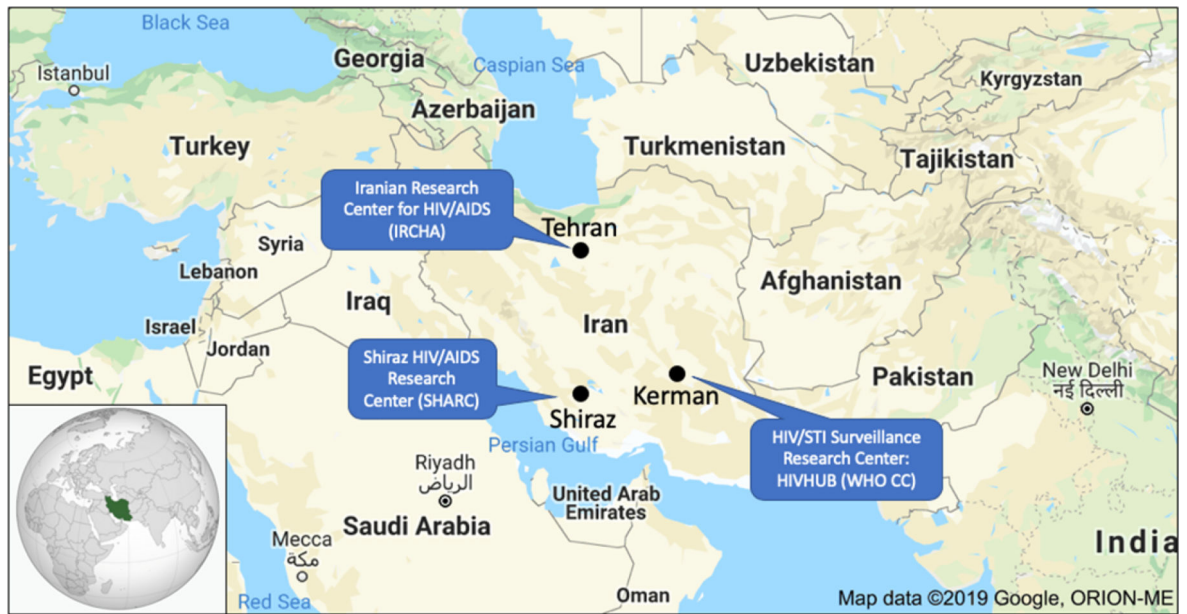 Black Sea
Georgia
Caspian Sea
Uzbekistan
Kyrgyzstan
Istanbul
Azerbaijan
Turkey
Turkmenistan
Tajikistan
Iranian Research
Center for HIV/AIDS
(IRCHA)
Tehran
Syria
Lebanon
Afghanistan
Iraq
Iran
Israel
Jordan
Shiraz HIV/AIDS
Research
Center (SHARC)
Egypt
Pakistan
New Delhi
नई दिल्ली
Kerman
Shiraz
Persian Gulf
HIV/STI Surveillance
Research Center:
HIVHUB (WHO CC)
Riyadh
الرياض
United Arab
Emirates
Saudi Arabia
Mecca
مكة
India
Oman
Red Sea
Map data ©2019 Google, ORION-ME